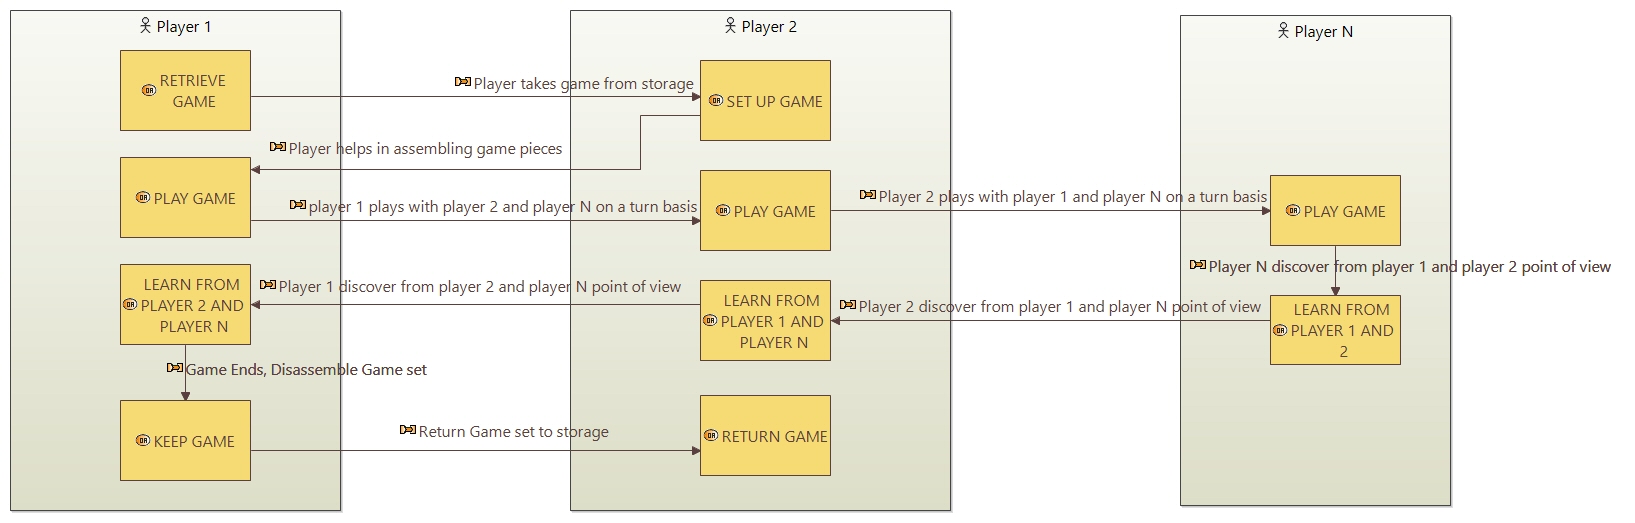 Player 1
Player 2
Player N
RETRIEVE
GAME
Player takes game from storage
SET UP GAME
Player helps in assembling game pieces
PLAY GAME
player 1 plays with player 2 and player N on a turn basis
PLAY GAME
Player 2 plays with player 1 and player N on a turn basis
PLAY GAME
Player N discover from player 1 and player 2 point of view
LEARN FROM
PLAYER 1 AND
2
Player 2 discover from player 1 and player N point of view
LEARN FROM
PLAYER 1 AND
PLAYER N
Player 1 discover from player 2 and player N point of view
LEARN FROM
PLAYER 2 AND
PLAYER N
Game Ends, Disassemble Game set
KEEP GAME
Return Game set to storage
RETURN GAME